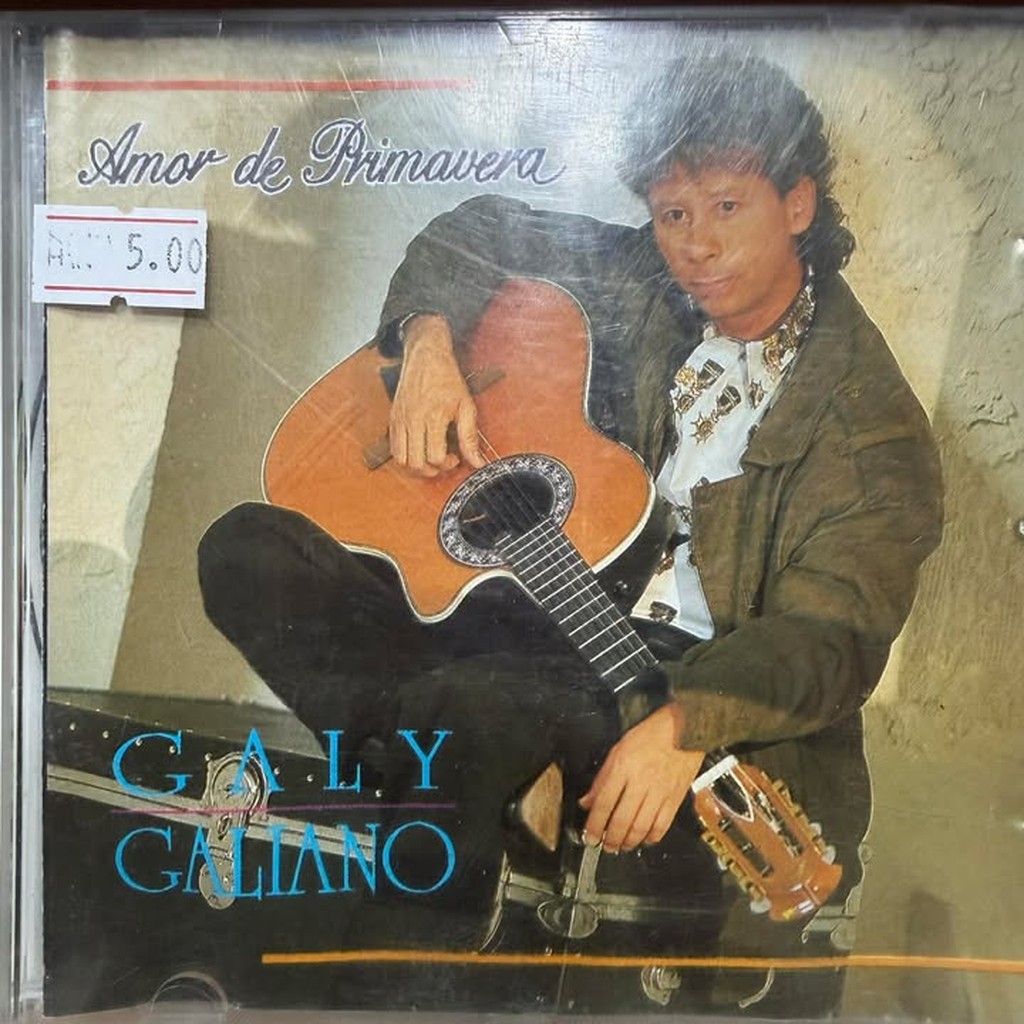 Amor de Primavera
5.00
GALY
GALIANO